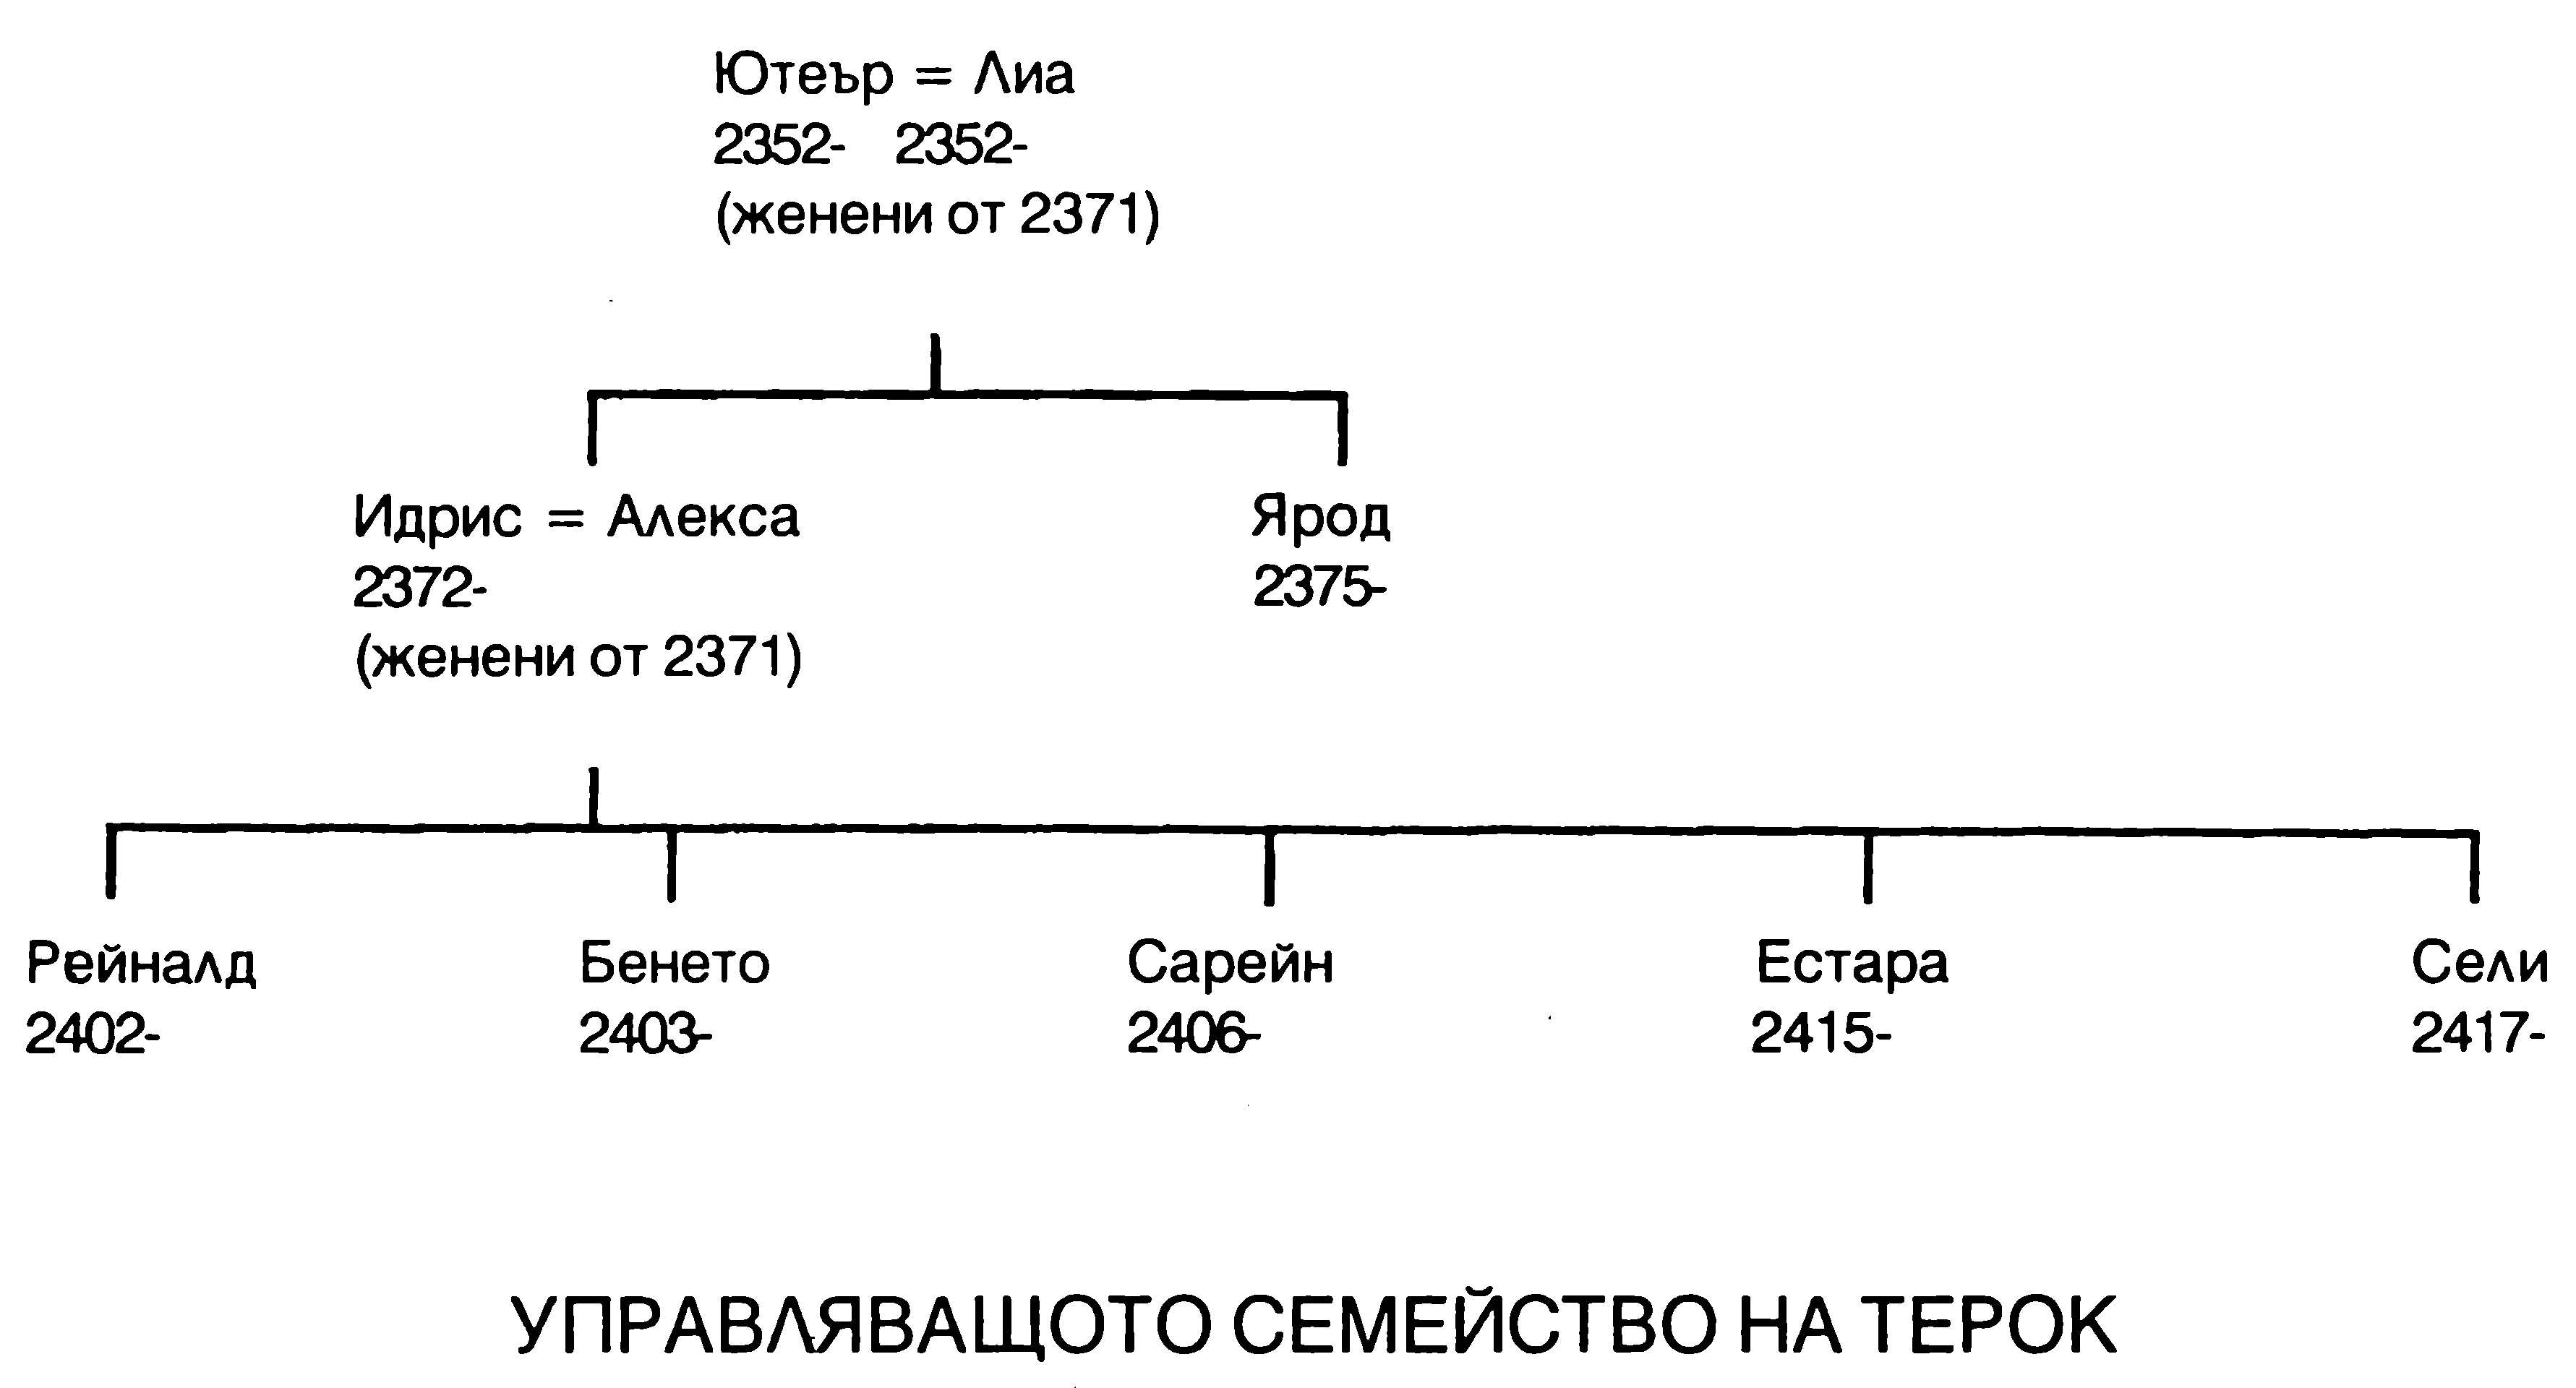 Ютеър = Лиа
2352- 2352-
(женени от 2371)
Идрис = Алекса
2372-
(женени от 2371)
Ярод
2375-
Рейналд
2402-
Бенето
2403-
Сарейн
2406-
Естара
2415-
Сели
2417-
УПРАВЛЯВАЩОТО СЕМЕЙСТВО НА ТЕРОК